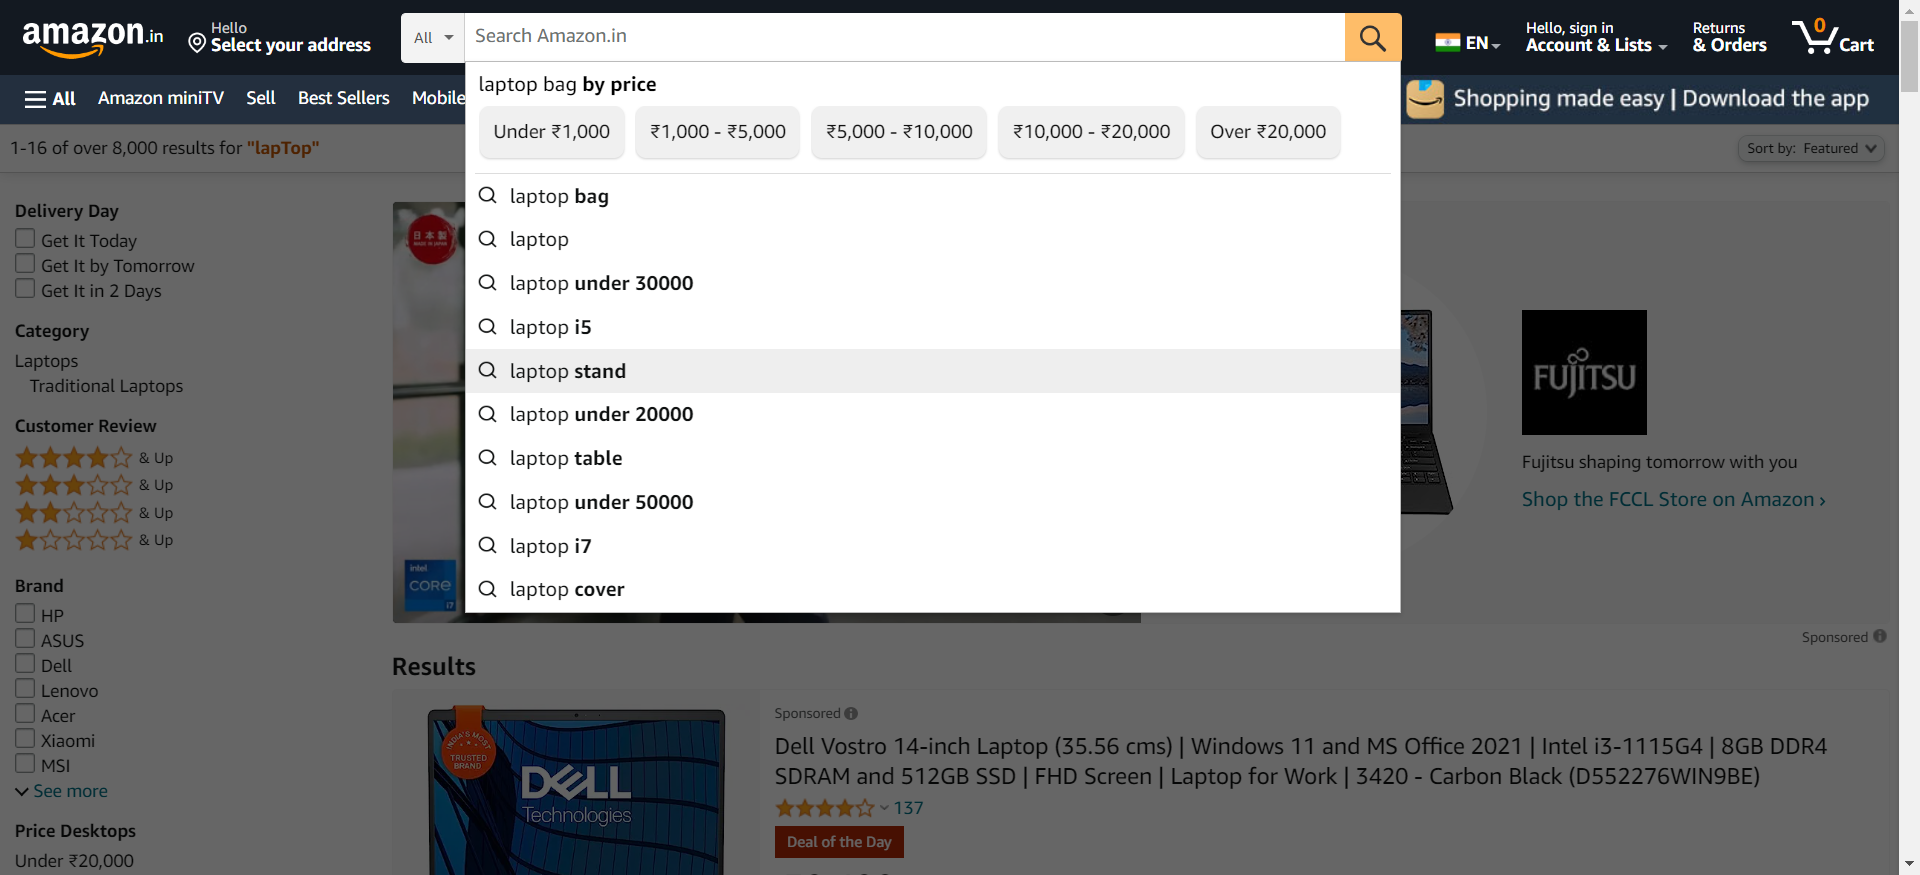 amazon.in
Hello
Select your address
All
Search Amazon.in
EN
Hello, sign in
Account & Lists
Returns
& Orders
0
Cart
All
Amazon miniTV
Sell
Best Sellers
Mobile
Shopping made easy | Download the app
1-16 of over 8,000 results for "lapTop"
Sort by: Featured
laptop bag by price
Under ₹1,000
₹1,000 - ₹5,000
₹5,000 - ₹10,000
₹10,000 - ₹20,000
Over ₹20,000
laptop bag
laptop
laptop under 30000
laptop i5
laptop stand
laptop under 20000
laptop table
laptop under 50000
laptop i7
laptop cover
Delivery Day
Get It Today
Get It by Tomorrow
Get It in 2 Days
Category
Laptops
Traditional Laptops
Customer Review
& Up
& Up
& Up
& Up
Brand
HP
ASUS
Dell
Lenovo
Acer
Xiaomi
MSI
See more
Price Desktops
Under ₹20,000
日本製
MADE IN JAPAN
intel
CORE
i7
FUJITSU
Fujitsu shaping tomorrow with you
Shop the FCCL Store on Amazon ›
Sponsored
Results
INDIA'S MOST
TRUSTED
BRAND
DELL
Technologies
Sponsored
Dell Vostro 14-inch Laptop (35.56 cms) | Windows 11 and MS Office 2021 | Intel i3-1115G4 | 8GB DDR4
SDRAM and 512GB SSD | FHD Screen | Laptop for Work | 3420 - Carbon Black (D552276WIN9BE)
137
Deal of the Day